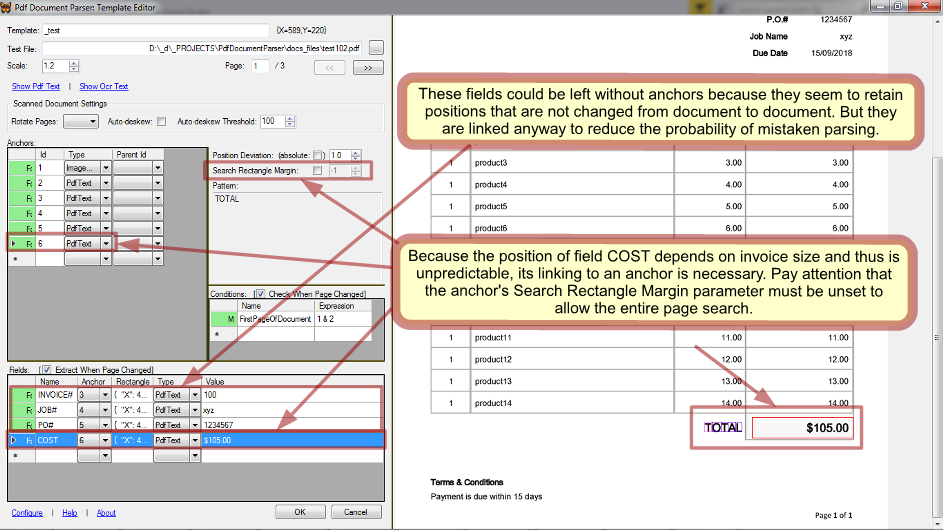 Pdf Document Parser: Template Editor
Template: _test {X=589,Y=220}
Test File: D:\_d\_PROJECTS\PdfDocumentParser\docs_files\test102.pdf ...
Scale: 1.2 Page: 1 / 3 << >>
Show Pdf Text | Show Ocr Text
Scanned Document Settings
Rotate Pages: Auto-deskew: Auto-deskew Threshold: 100
Anchors:
Id Type Parent Id
F: 1 Image...
F: 2 PdfText
F: 3 PdfText
F: 4 PdfText
F: 5 PdfText
F: 6 PdfText
Position Deviation: (absolute: ) 1.0
Search Rectangle Margin: -1
Pattern:
TOTAL
Conditions: [ Check When Page Changed]
Name Expression
M FirstPageOfDocument 1 & 2
Fields: [ Extract When Page Changed]
Name Anchor Rectangle Type Value
F: INVOICE# 3 { "X": 4... PdfText 100
F: JOB# 4 { "X": 4... PdfText xyz
F: PO# 5 { "X": 4... PdfText 1234567
F: COST 6 { "X": 4... PdfText $105.00
Configure | Help | About OK Cancel
P.O.# 1234567
Job Name xyz
Due Date 15/09/2018
These fields could be left without anchors because they seem to retain
positions that are not changed from document to document. But they
are linked anyway to reduce the probability of mistaken parsing.
1 product3 3.00 3.00
1 product4 4.00 4.00
1 product5 5.00 5.00
1 product6 6.00 6.00
Because the position of field COST depends on invoice size and thus is
unpredictable, its linking to an anchor is necessary. Pay attention that
the anchor's Search Rectangle Margin parameter must be unset to
allow the entire page search.
1 product11 11.00 11.00
1 product12 12.00 12.00
1 product13 13.00 13.00
1 product14 14.00 14.00
TOTAL $105.00
Terms & Conditions
Payment is due within 15 days
Page 1 of 1